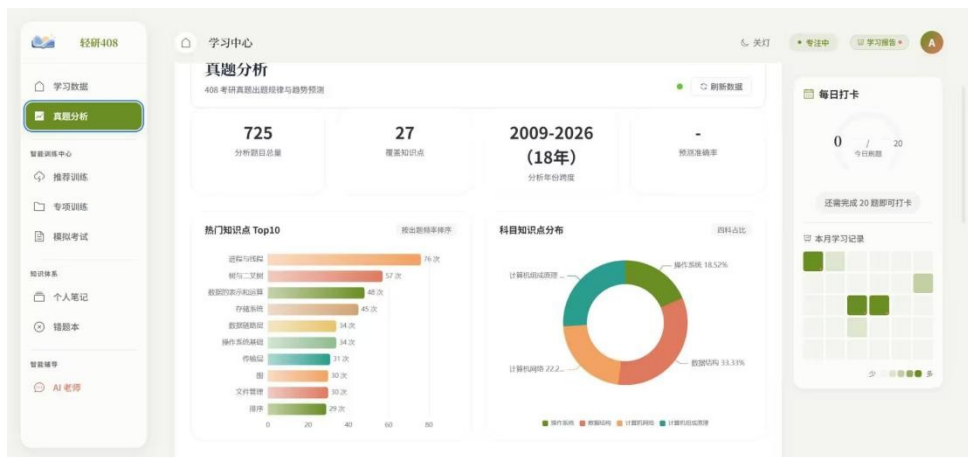 轻研408
学习中心
关灯
专注中
学习报告
A
学习数据
真题分析
智能训练中心
推荐训练
专项训练
模拟考试
知识体系
个人笔记
错题本
智能辅导
AI 老师
真题分析
408 考研真题出题规律与趋势预测
刷新数据
725
分析题目总量
27
覆盖知识点
2009-2026
(18年)
分析年份跨度
-
预测准确率
热门知识点 Top10
按出题频率排序
进程与线程
76 次
树与二叉树
57 次
数据的表示和运算
48 次
存储系统
45 次
数据链路层
34 次
操作系统基础
34 次
传输层
31 次
图
30 次
文件管理
30 次
排序
29 次
0 20 40 60 80
科目知识点分布
四科占比
计算机组成原理 ...
操作系统 18.52%
计算机网络 22.2...
数据结构 33.33%
操作系统 数据结构 计算机网络 计算机组成原理
每日打卡
0 / 20
今日刷题
还需完成 20 题即可打卡
本月学习记录
少 多